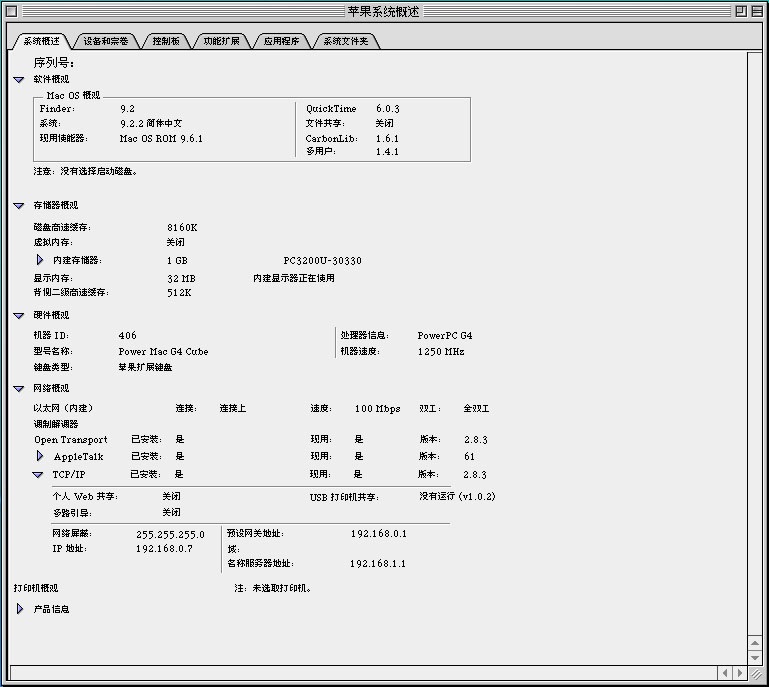 苹果系统概述
系统概述 设备和宗卷 控制板 功能扩展 应用程序 系统文件夹
序列号:
软件概观
Mac OS 概观
Finder: 9.2 QuickTime 6.0.3
系统: 9.2.2 简体中文 文件共享: 关闭
现用使能器: Mac OS ROM 9.6.1 CarbonLib: 1.6.1
多用户: 1.4.1
注意: 没有选择启动磁盘。
存储器概观
磁盘高速缓存: 8160K
虚拟内存: 关闭
内建存储器: 1 GB PC3200U-30330
显示内存: 32 MB 内建显示器正在使用
背侧二级高速缓存: 512K
硬件概观
机器 ID: 406 处理器信息: PowerPC G4
型号名称: Power Mac G4 Cube 机器速度: 1250 MHz
键盘类型: 苹果扩展键盘
网络概观
以太网（内建） 连接: 连接上 速度: 100 Mbps 双工: 全双工
调制解调器
Open Transport 已安装: 是 现用: 是 版本: 2.8.3
AppleTalk 已安装: 是 现用: 是 版本: 61
TCP/IP 已安装: 是 现用: 是 版本: 2.8.3
个人 Web 共享: 关闭 USB 打印机共享: 没有运行 (v1.0.2)
多路引导: 关闭
网络屏蔽: 255.255.255.0 预设网关地址: 192.168.0.1
IP 地址: 192.168.0.7 域:
名称服务器地址: 192.168.1.1
打印机概观 注: 未选取打印机。
产品信息